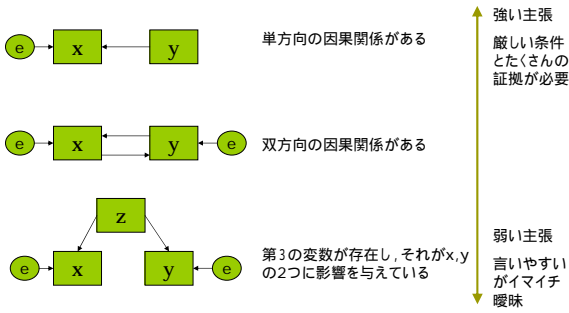 e
x
y
単方向の因果関係がある
e
x
y
e
双方向の因果関係がある
z
e
x
y
e
第3の変数が存在し,それがx,y
の2つに影響を与えている
強い主張
厳しい条件
とたくさんの
証拠が必要
弱い主張
言いやすい
がイマイチ
曖昧